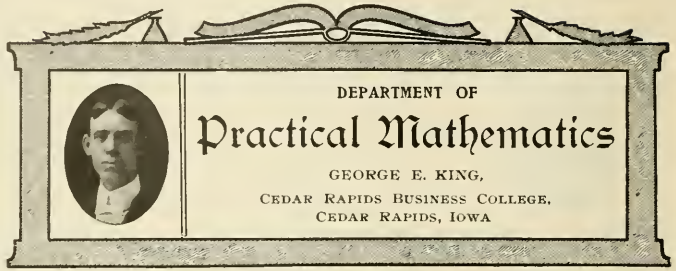 DEPARTMENT OF
Practical Mathematics
GEORGE E. KING,
CEDAR RAPIDS BUSINESS COLLEGE,
CEDAR RAPIDS, IOWA